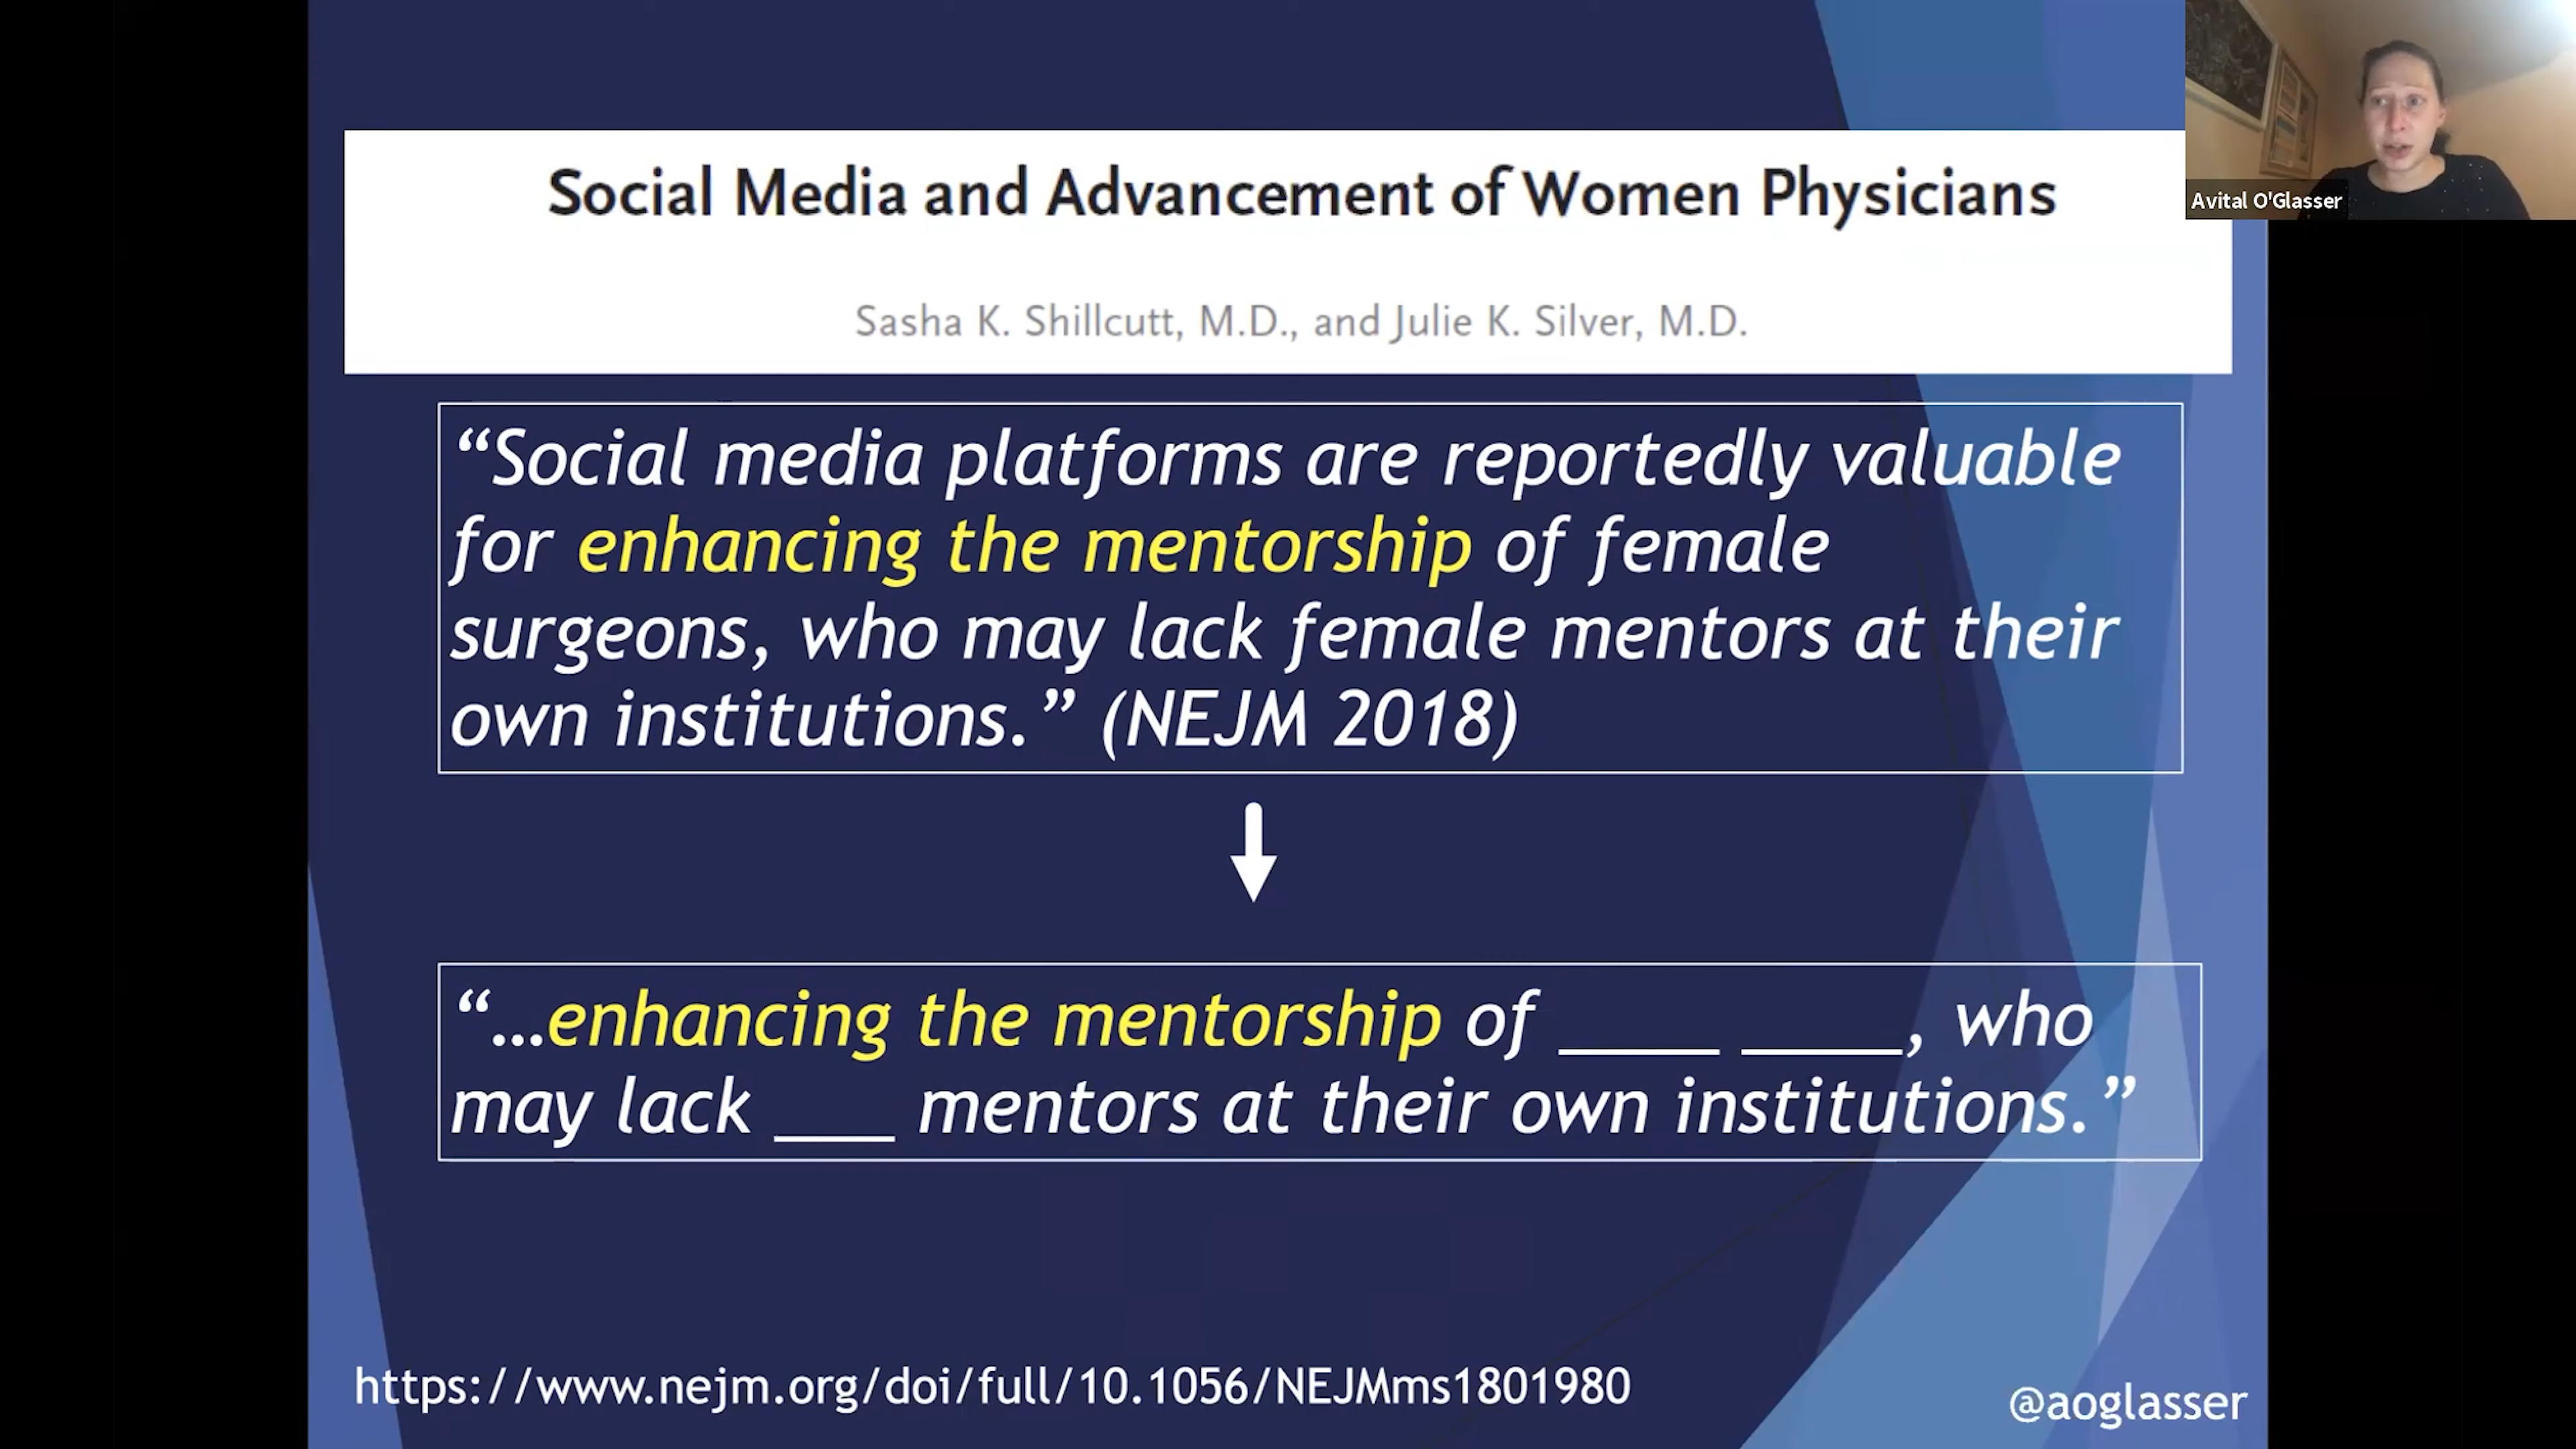 Social Media and Advancement of Women Physicians
Avital O'Glasser
Sasha K. Shillcutt, M.D., and Julie K. Silver, M.D.
“Social media platforms are reportedly valuable
for enhancing the mentorship of female
surgeons, who may lack female mentors at their
own institutions.” (NEJM 2018)
“…enhancing the mentorship of ____ ____, who
may lack ___ mentors at their own institutions.”
https://www.nejm.org/doi/full/10.1056/NEJMms1801980
@aoglasser